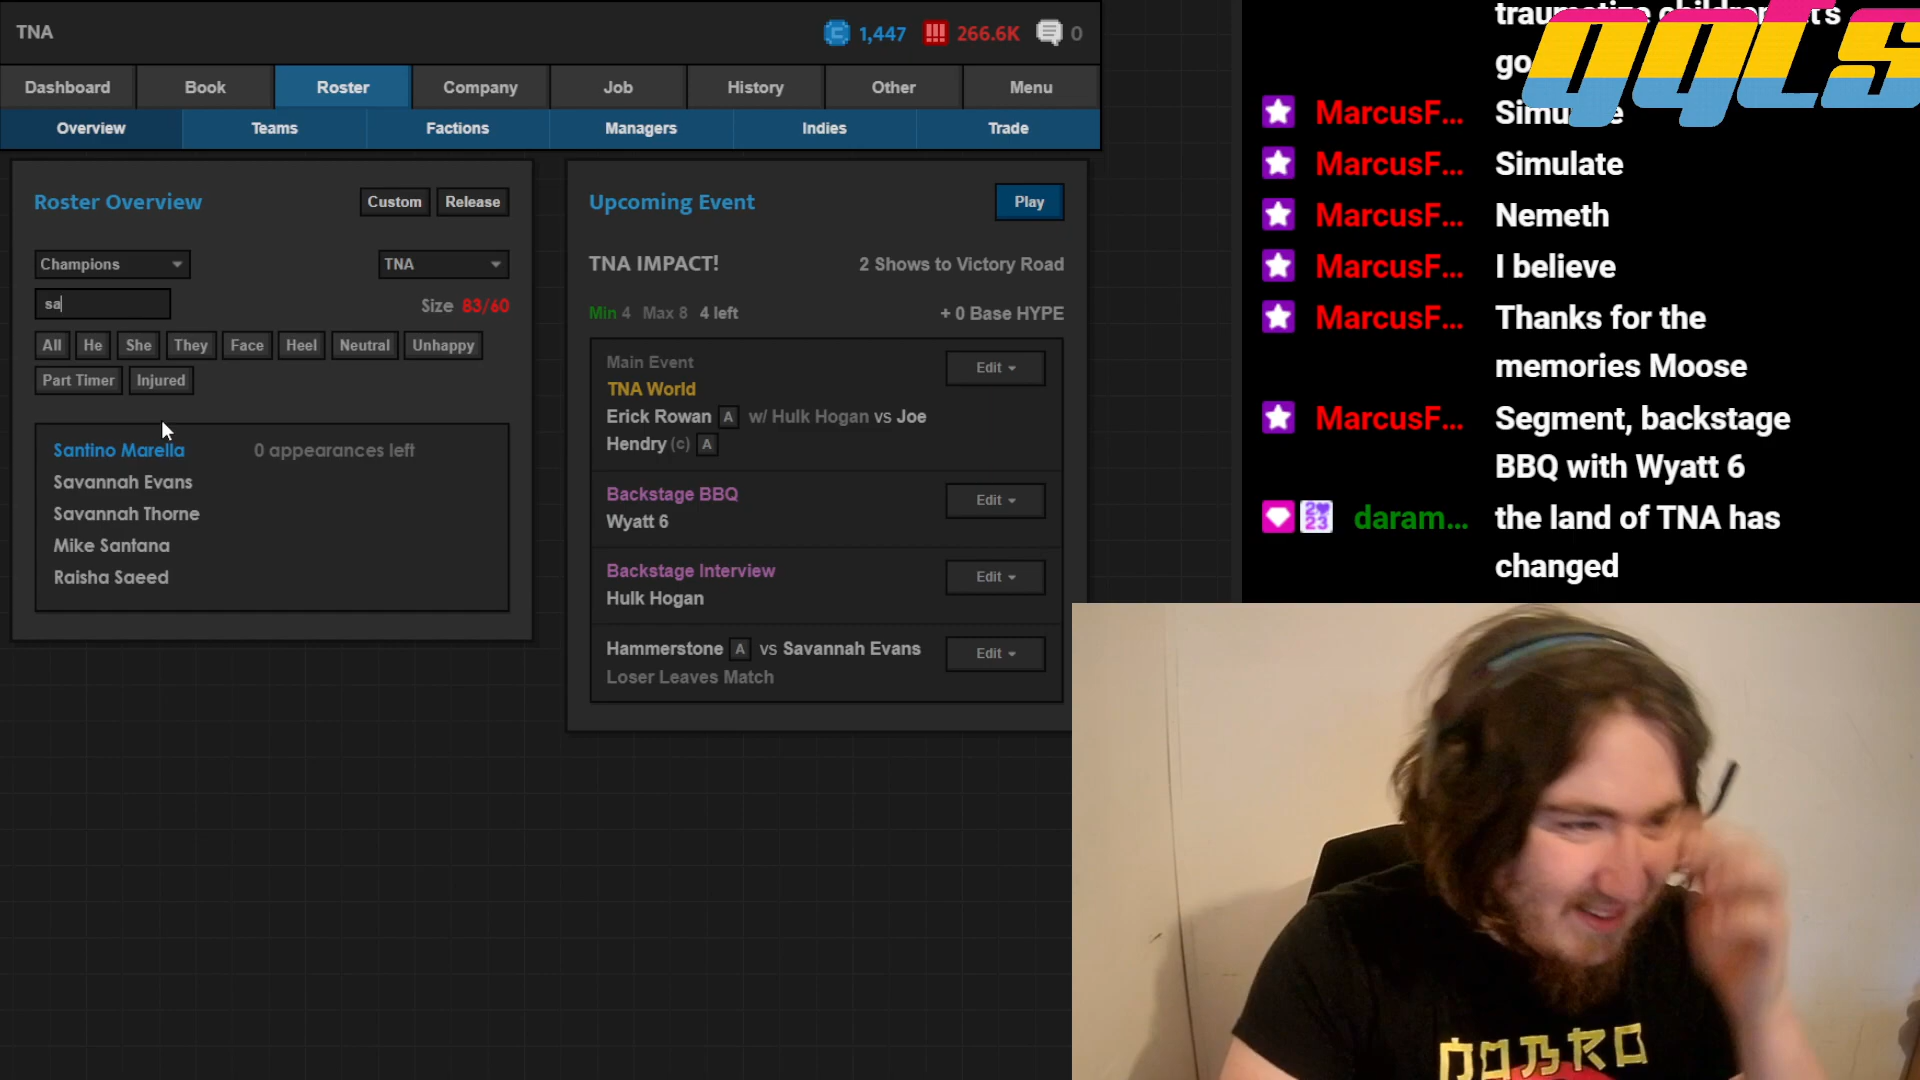 TNA
1,447
266.6K
0
Dashboard
Book
Roster
Company
Job
History
Other
Menu
Overview
Teams
Factions
Managers
Indies
Trade
Roster Overview
Custom
Release
Champions
TNA
sa
Size 83/60
All
He
She
They
Face
Heel
Neutral
Unhappy
Part Timer
Injured
Santino Marella 0 appearances left
Savannah Evans
Savannah Thorne
Mike Santana
Raisha Saeed
Upcoming Event
Play
TNA IMPACT!
2 Shows to Victory Road
Min 4 Max 8 4 left
+ 0 Base HYPE
Main Event
TNA World
Erick Rowan A w/ Hulk Hogan vs Joe
Hendry (c) A
Edit
Backstage BBQ
Wyatt 6
Edit
Backstage Interview
Hulk Hogan
Edit
Hammerstone A vs Savannah Evans
Loser Leaves Match
Edit
MarcusF...
MarcusF... Simulate
MarcusF... Nemeth
MarcusF... I believe
MarcusF... Thanks for the
memories Moose
MarcusF... Segment, backstage
BBQ with Wyatt 6
2023 daram... the land of TNA has
changed